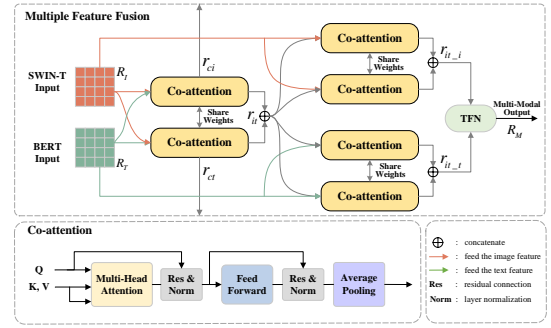 Multiple Feature Fusion
SWIN-T
Input
R_I
BERT
Input
R_T
r_ci
Co-attention
Share
Weights
Co-attention
r_ct
r_it
Co-attention
Share
Weights
Co-attention
r_it_i
Co-attention
Share
Weights
Co-attention
r_it_t
TFN
Multi-Modal
Output
R_M
Co-attention
Q
K, V
Multi-Head
Attention
Res &
Norm
Feed
Forward
Res &
Norm
Average
Pooling
⊕ : concatenate
: feed the image feature
: feed the text feature
Res : residual connection
Norm : layer normalization